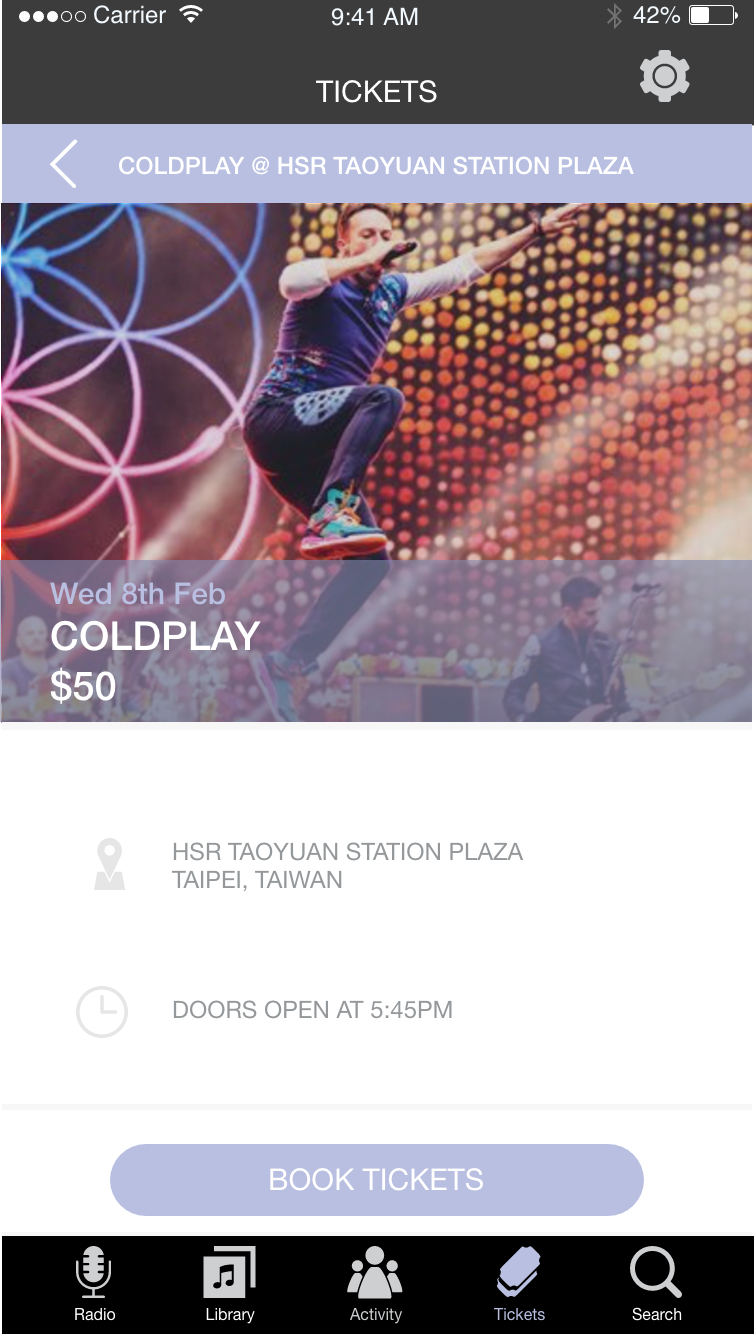 Carrier 9:41 AM 42%
TICKETS
COLDPLAY @ HSR TAOYUAN STATION PLAZA
Wed 8th Feb
COLDPLAY
$50
HSR TAOYUAN STATION PLAZA
TAIPEI, TAIWAN
DOORS OPEN AT 5:45PM
BOOK TICKETS
Radio Library Activity Tickets Search